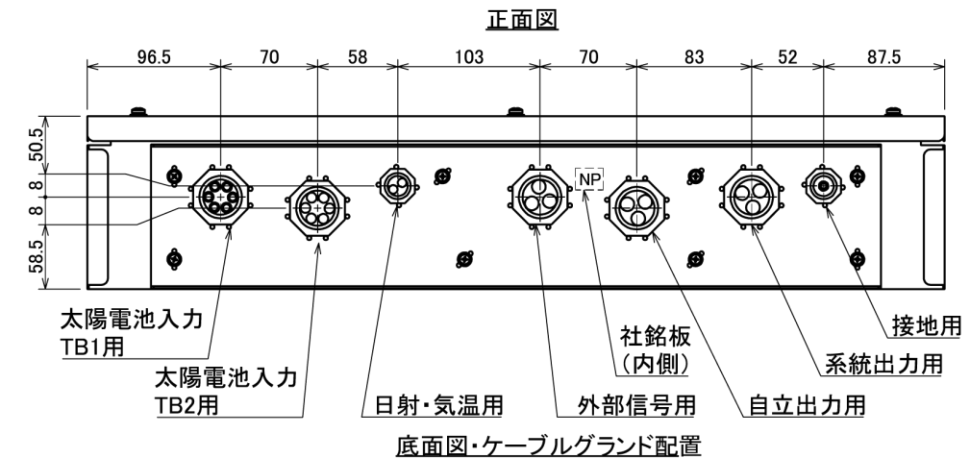 正面図
96.5 70 58 103 70 83 52 87.5
50.5
8
8
58.5
NP
太陽電池入力
TB1用
太陽電池入力
TB2用
日射・気温用
外部信号用
社銘板
(内側)
自立出力用
系統出力用
接地用
底面図・ケーブルグランド配置